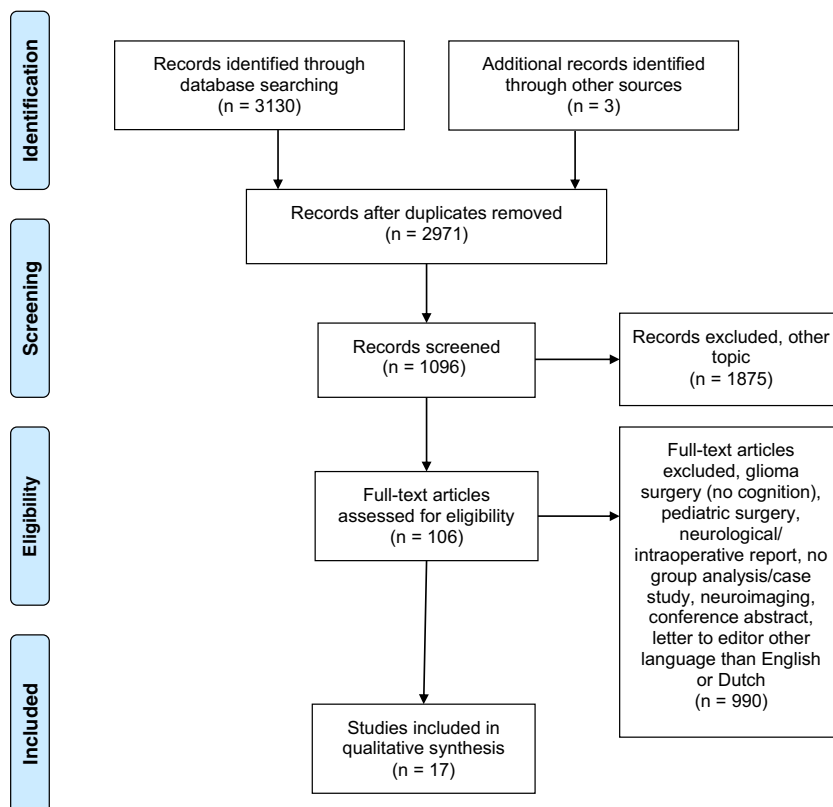 Identification
Records identified through
database searching
(n = 3130)
Additional records identified
through other sources
(n = 3)
Records after duplicates removed
(n = 2971)
Screening
Records screened
(n = 1096)
Records excluded, other
topic
(n = 1875)
Eligibility
Full-text articles
assessed for eligibility
(n = 106)
Full-text articles
excluded, glioma
surgery (no cognition),
pediatric surgery,
neurological/
intraoperative report, no
group analysis/case
study, neuroimaging,
conference abstract,
letter to editor other
language than English
or Dutch
(n = 990)
Included
Studies included in
qualitative synthesis
(n = 17)